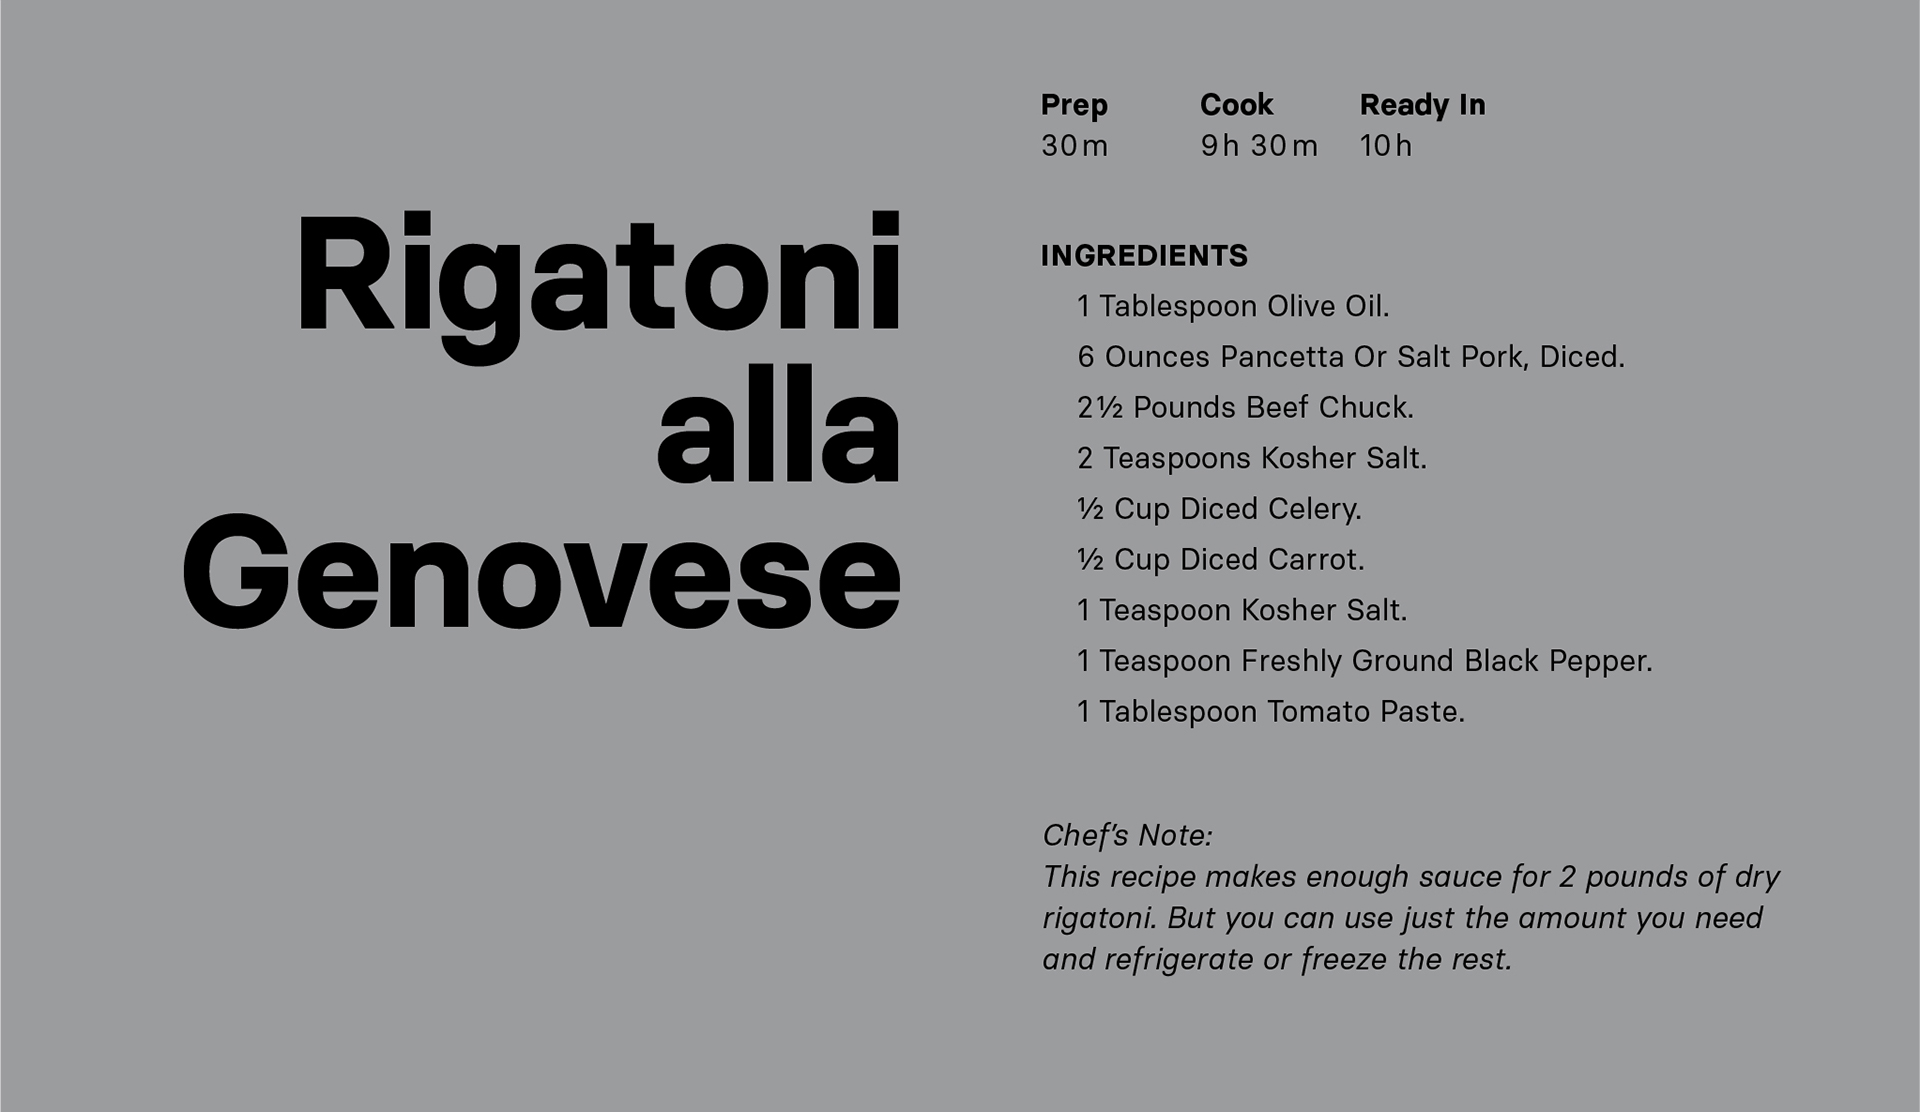 Rigatoni
alla
Genovese
Prep Cook Ready In
30 m 9 h 30 m 10 h
INGREDIENTS
1 Tablespoon Olive Oil.
6 Ounces Pancetta Or Salt Pork, Diced.
2½ Pounds Beef Chuck.
2 Teaspoons Kosher Salt.
½ Cup Diced Celery.
½ Cup Diced Carrot.
1 Teaspoon Kosher Salt.
1 Teaspoon Freshly Ground Black Pepper.
1 Tablespoon Tomato Paste.
Chef’s Note:
This recipe makes enough sauce for 2 pounds of dry
rigatoni. But you can use just the amount you need
and refrigerate or freeze the rest.